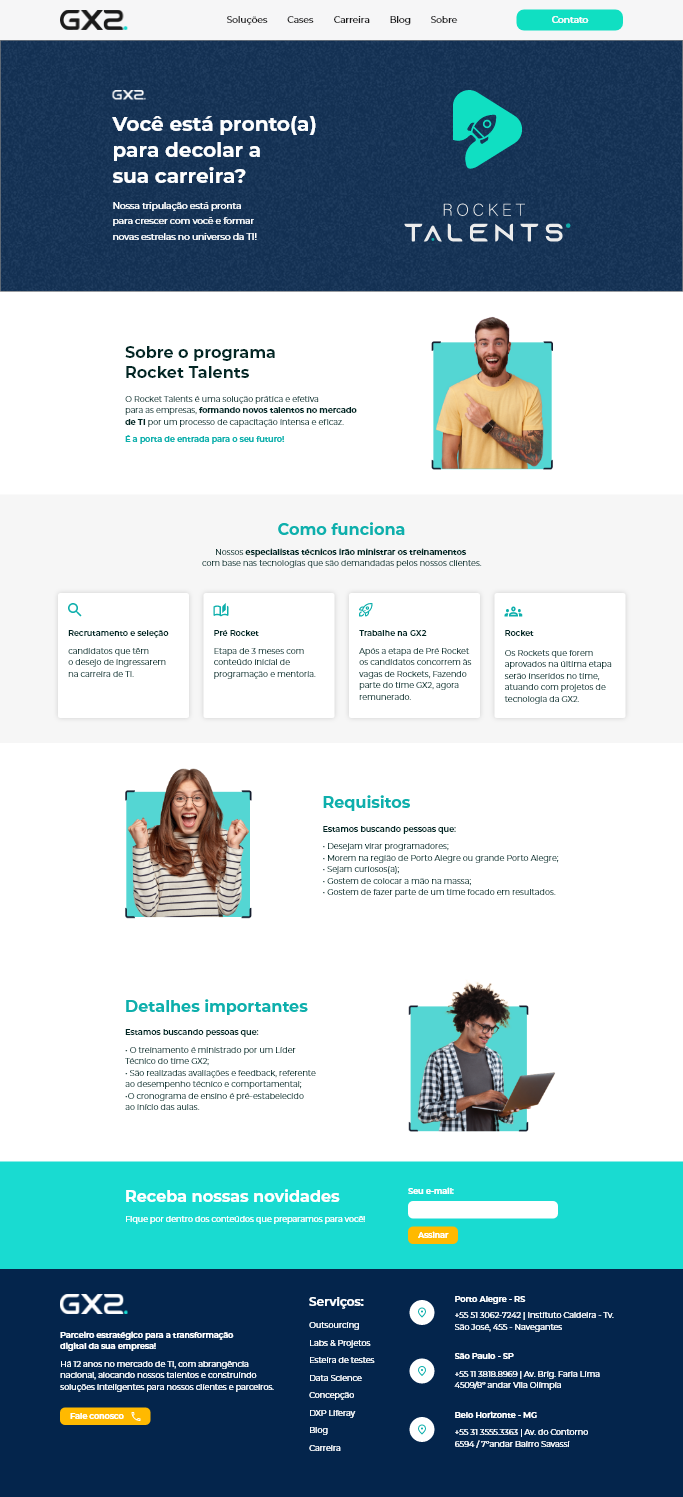 GX2.
Soluções Cases Carreira Blog Sobre Contato
GX2.
Você está pronto(a)
para decolar a
sua carreira?
Nossa tripulação está pronta
para crescer com você e formar
novas estrelas no universo da TI!
ROCKET
TALENTS
Sobre o programa
Rocket Talents
O Rocket Talents é uma solução prática e efetiva
para as empresas, formando novos talentos no mercado
de TI por um processo de capacitação intensa e eficaz.
É a porta de entrada para o seu futuro!
Como funciona
Nossos especialistas técnicos irão ministrar os treinamentos
com base nas tecnologias que são demandadas pelos nossos clientes.
Recrutamento e seleção
candidatos que têm
o desejo de ingressarem
na carreira de TI.
Pré Rocket
Etapa de 3 meses com
conteúdo inicial de
programação e mentoria.
Trabalhe na GX2
Após a etapa de Pré Rocket
os candidatos concorrem às
vagas de Rockets, Fazendo
parte do time GX2, agora
remunerado.
Rocket
Os Rockets que forem
aprovados na última etapa
serão inseridos no time,
atuando com projetos de
tecnologia da GX2.
Requisitos
Estamos buscando pessoas que:
• Desejam virar programadores;
• Morem na região de Porto Alegre ou grande Porto Alegre;
• Sejam curiosos(a);
• Gostem de colocar a mão na massa;
• Gostem de fazer parte de um time focado em resultados.
Detalhes importantes
Estamos buscando pessoas que:
• O treinamento é ministrado por um Líder
Técnico do time GX2;
• São realizadas avaliações e feedback, referente
ao desempenho técnico e comportamental;
•O cronograma de ensino é pré-estabelecido
ao início das aulas.
Receba nossas novidades
Fique por dentro dos conteúdos que preparamos para você!!
Seu e-mail:
Assinar
GX2.
Parceiro estratégico para a transformação
digital da sua empresa!
Há 12 anos no mercado de TI, com abrangência
nacional, alocando nossos talentos e construindo
soluções inteligentes para nossos clientes e parceiros.
Fale conosco
Serviços:
Outsourcing
Labs & Projetos
Esteira de testes
Data Science
Concepção
DXP Liferay
Blog
Carreira
Porto Alegre - RS
+55 51 3062-7242 | Instituto Caldeira - Tv.
São José, 455 - Navegantes
São Paulo - SP
+55 11 3818.8969 | Av. Brig. Faria Lima
4509/8° andar Vila Olímpia
Belo Horizonte - MG
+55 31 3555.3363 | Av. do Contorno
6594 / 7°andar Bairro Savassi